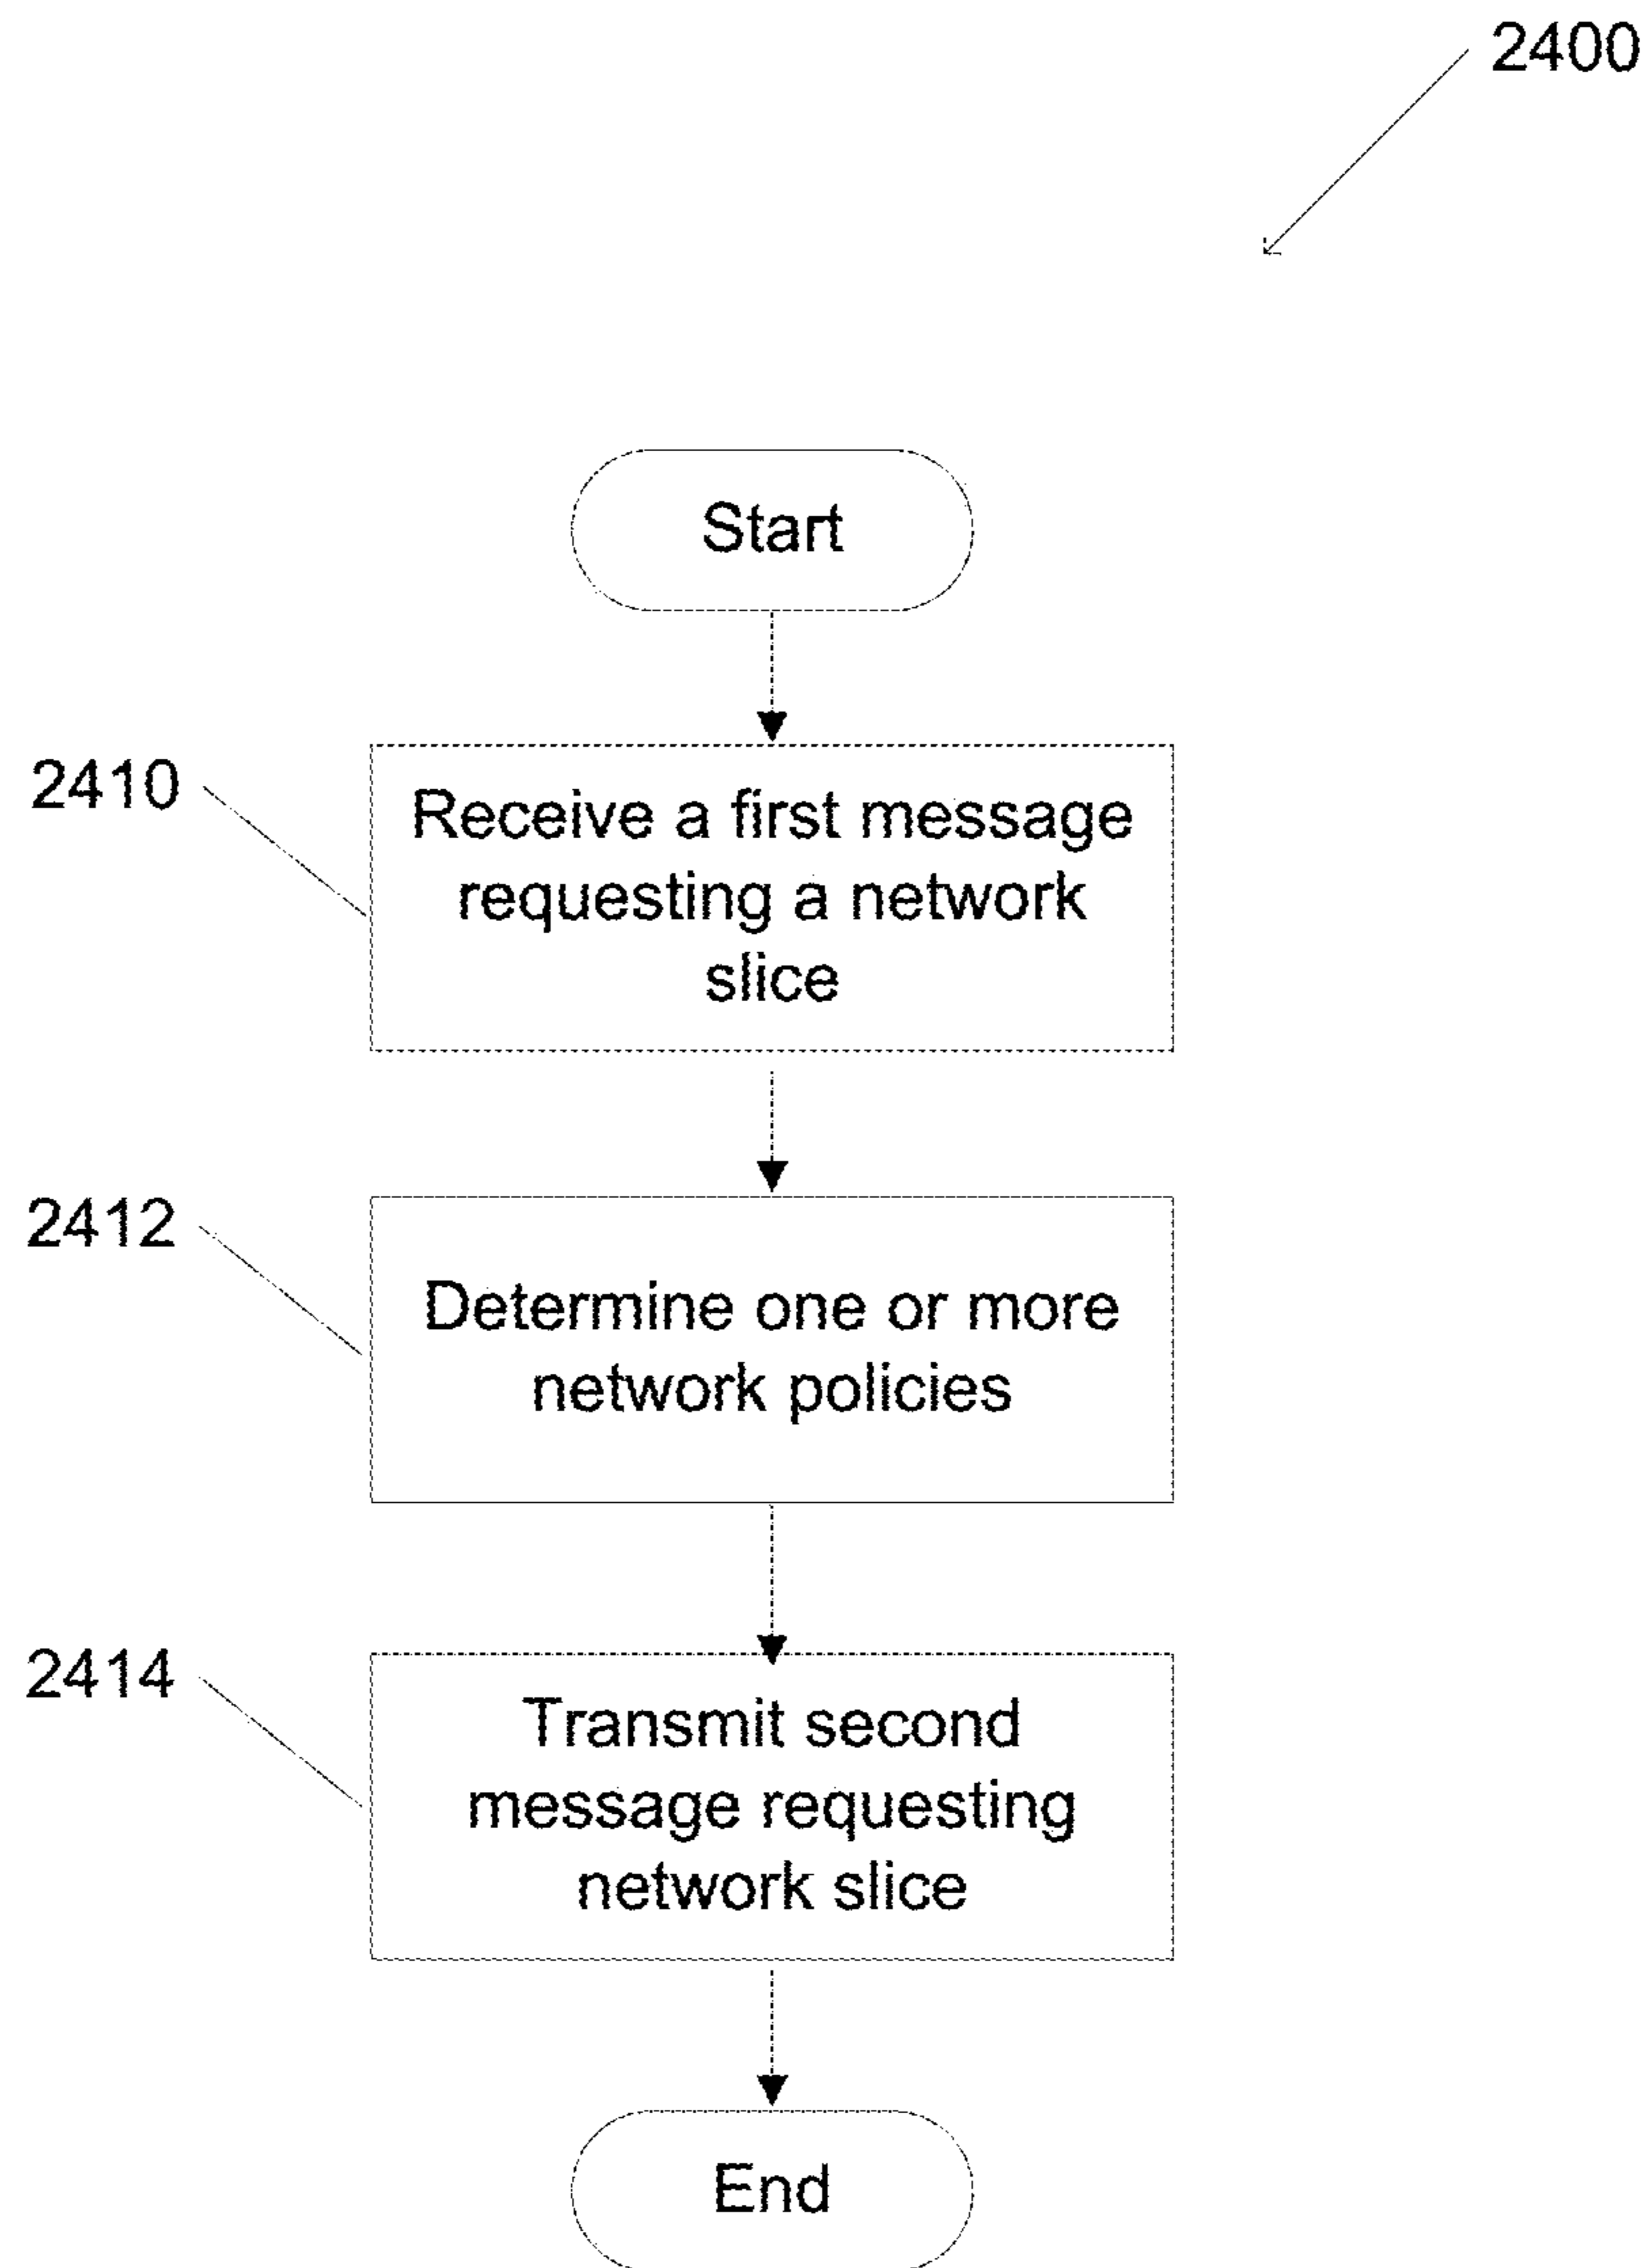 2400
Start
2410
Receive a first message
requesting a network
slice
2412
Determine one or more
network policies
2414
Transmit second
message requesting
network slice
End